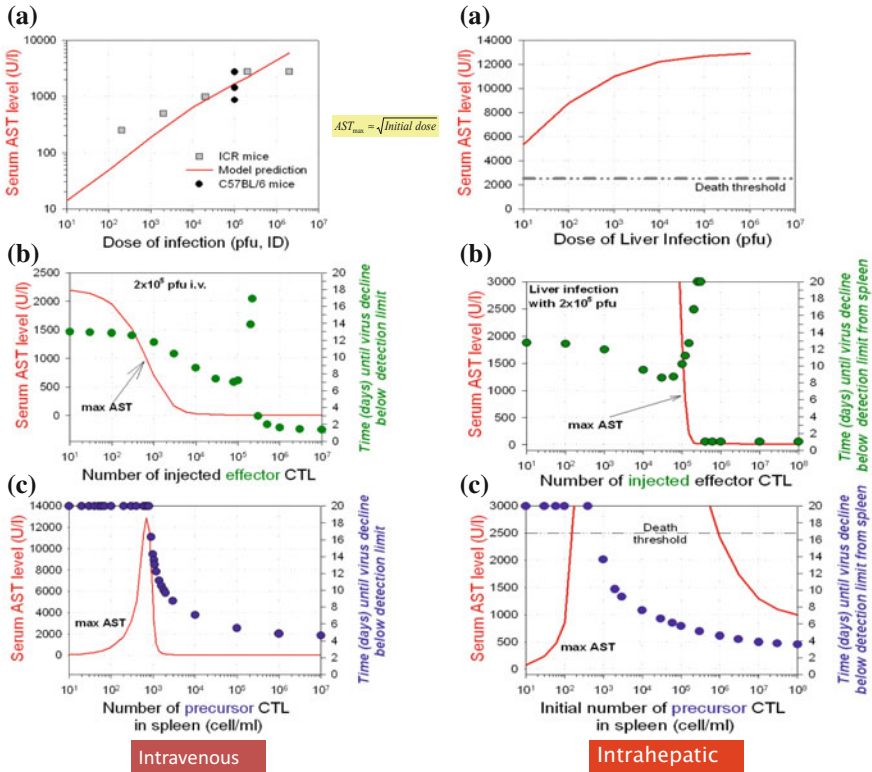 (a)
Serum AST level (U/l)
10000
1000
100
10
ICR mice
Model prediction
C57BL/6 mice
10¹ 10² 10³ 10⁴ 10⁵ 10⁶ 10⁷
Dose of infection (pfu, ID)
AST_max ≈ √Initial dose
(a)
Serum AST level (U/l)
14000
12000
10000
8000
6000
4000
2000
0
Death threshold
10¹ 10² 10³ 10⁴ 10⁵ 10⁶ 10⁷
Dose of Liver Infection (pfu)
(b)
Serum AST level (U/l)
2500
2000
1500
1000
500
0
2x10⁵ pfu i.v.
max AST
20
18
16
14
12
10
8
6
4
2
0
Time (days) until virus decline
below detection limit
10¹ 10² 10³ 10⁴ 10⁵ 10⁶ 10⁷
Number of injected effector CTL
(b)
Serum AST level (U/l)
3000
2500
2000
1500
1000
500
0
Liver infection
with 2x10⁵ pfu
max AST
20
18
16
14
12
10
8
6
4
2
0
Time (days) until virus decline
below detection limit from spleen
10¹ 10² 10³ 10⁴ 10⁵ 10⁶ 10⁷ 10⁸
Number of injected effector CTL
(c)
Serum AST level (U/l)
14000
12000
10000
8000
6000
4000
2000
0
max AST
20
18
16
14
12
10
8
6
4
2
0
Time (days) until virus decline
below detection limit
10¹ 10² 10³ 10⁴ 10⁵ 10⁶ 10⁷
Number of precursor CTL
in spleen (cell/ml)
Intravenous
(c)
Serum AST level (U/l)
3000
2500
2000
1500
1000
500
0
Death
threshold
max AST
20
18
16
14
12
10
8
6
4
2
0
Time (days) until virus decline
below detection limit from spleen
10¹ 10² 10³ 10⁴ 10⁵ 10⁶ 10⁷ 10⁸
Initial number of precursor CTL
in spleen (cell/ml)
Intrahepatic